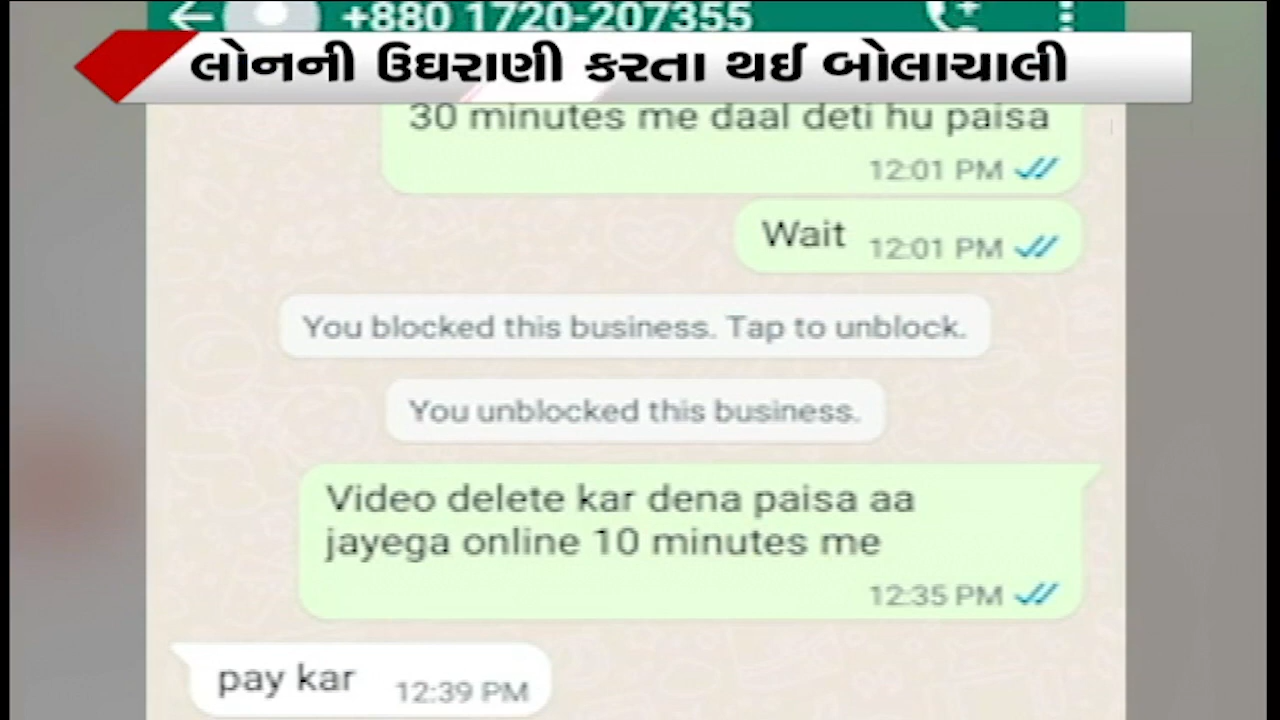 +880 1720-207355
લોનની ઉઘરાણી કરતા થઈ બોલાચાલી
30 minutes me daal deti hu paisa
12:01 PM
Wait 12:01 PM
You blocked this business. Tap to unblock.
You unblocked this business.
Video delete kar dena paisa aa
jayega online 10 minutes me
12:35 PM
pay kar 12:39 PM